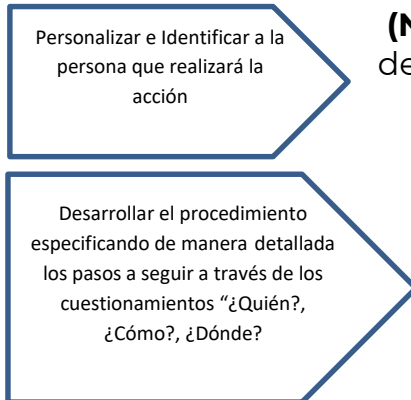 Personalizar e Identificar a la
persona que realizará la
acción
(N
de
Desarrollar el procedimiento
especificando de manera detallada
los pasos a seguir a través de los
cuestionamientos “¿Quién?,
¿Cómo?, ¿Dónde?